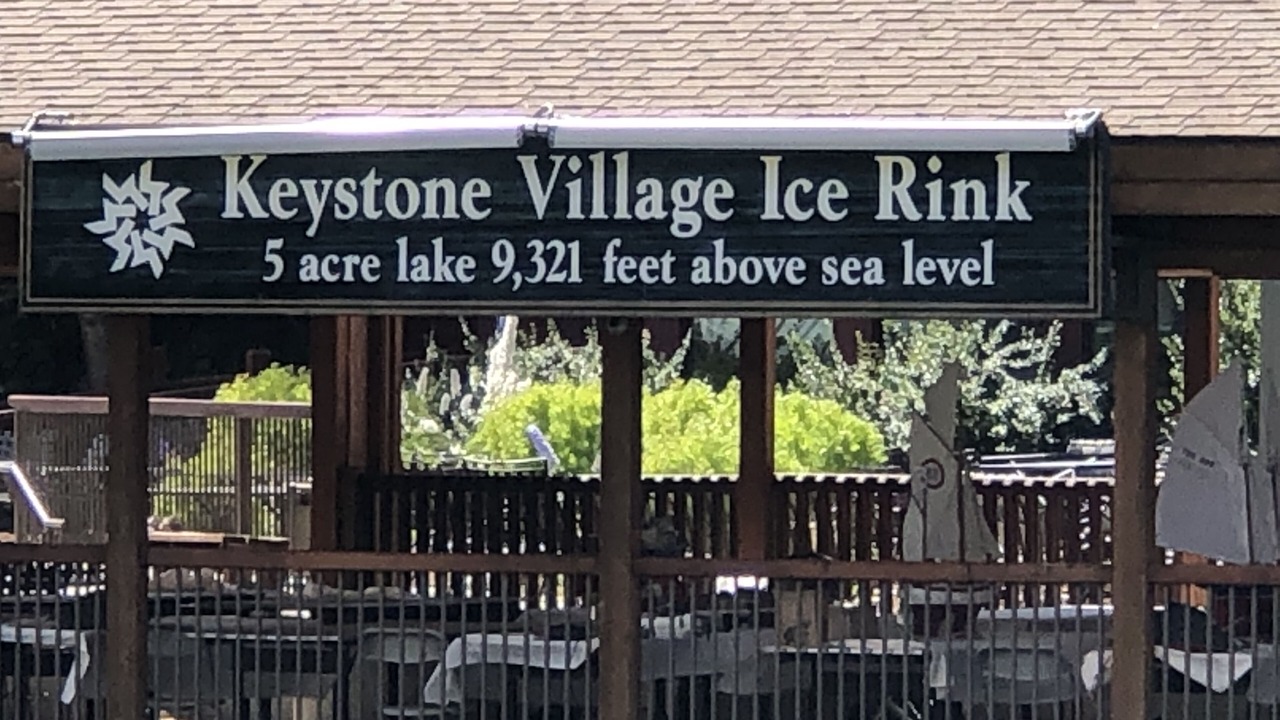 Keystone Village Ice Rink
5 acre lake 9,321 feet above sea level